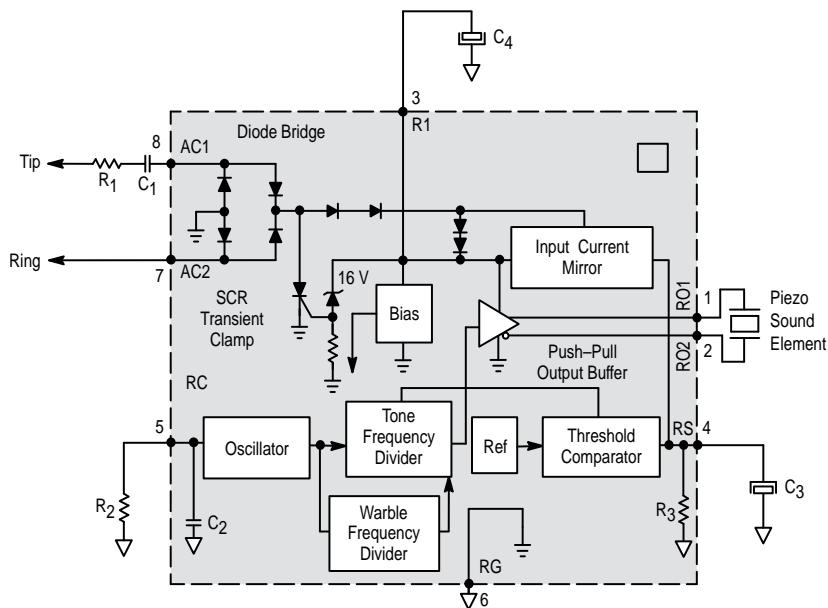 C4
3
R1
Diode Bridge
8
AC1
Tip
R1
C1
Ring
7
AC2
Input Current
Mirror
16 V
SCR
Transient
Clamp
Bias
RO1
1
Piezo
Sound
Element
RO2
2
Push–Pull
Output Buffer
RC
5
Oscillator
Tone
Frequency
Divider
Ref
Threshold
Comparator
RS
4
R2
C2
Warble
Frequency
Divider
R3
C3
RG
6